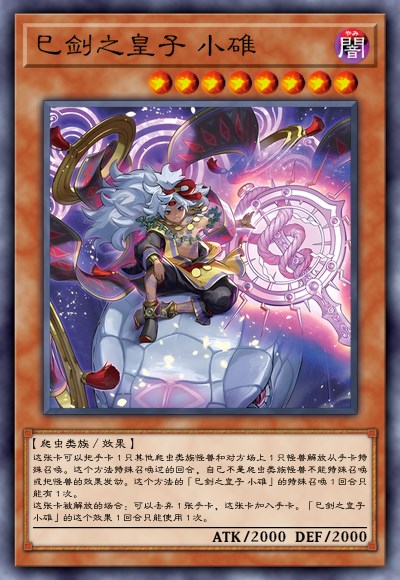 巳剑之皇子 小碓
やみ
闇
【爬虫类族／效果】
这张卡可以把手卡1只其他爬虫类族怪兽和对方场上1只怪兽解放从手卡特
殊召唤。这个方法特殊召唤过的回合，自己不是爬虫类族怪兽不能特殊召唤
或把怪兽的效果发动。这个方法的「巳剑之皇子 小碓」的特殊召唤1回合只
能有1次。
这张卡被解放的场合，可以丢弃1张手卡，这张卡加入手卡。「巳剑之皇子
小碓」的这个效果1回合只能使用1次。
ATK/2000 DEF/2000